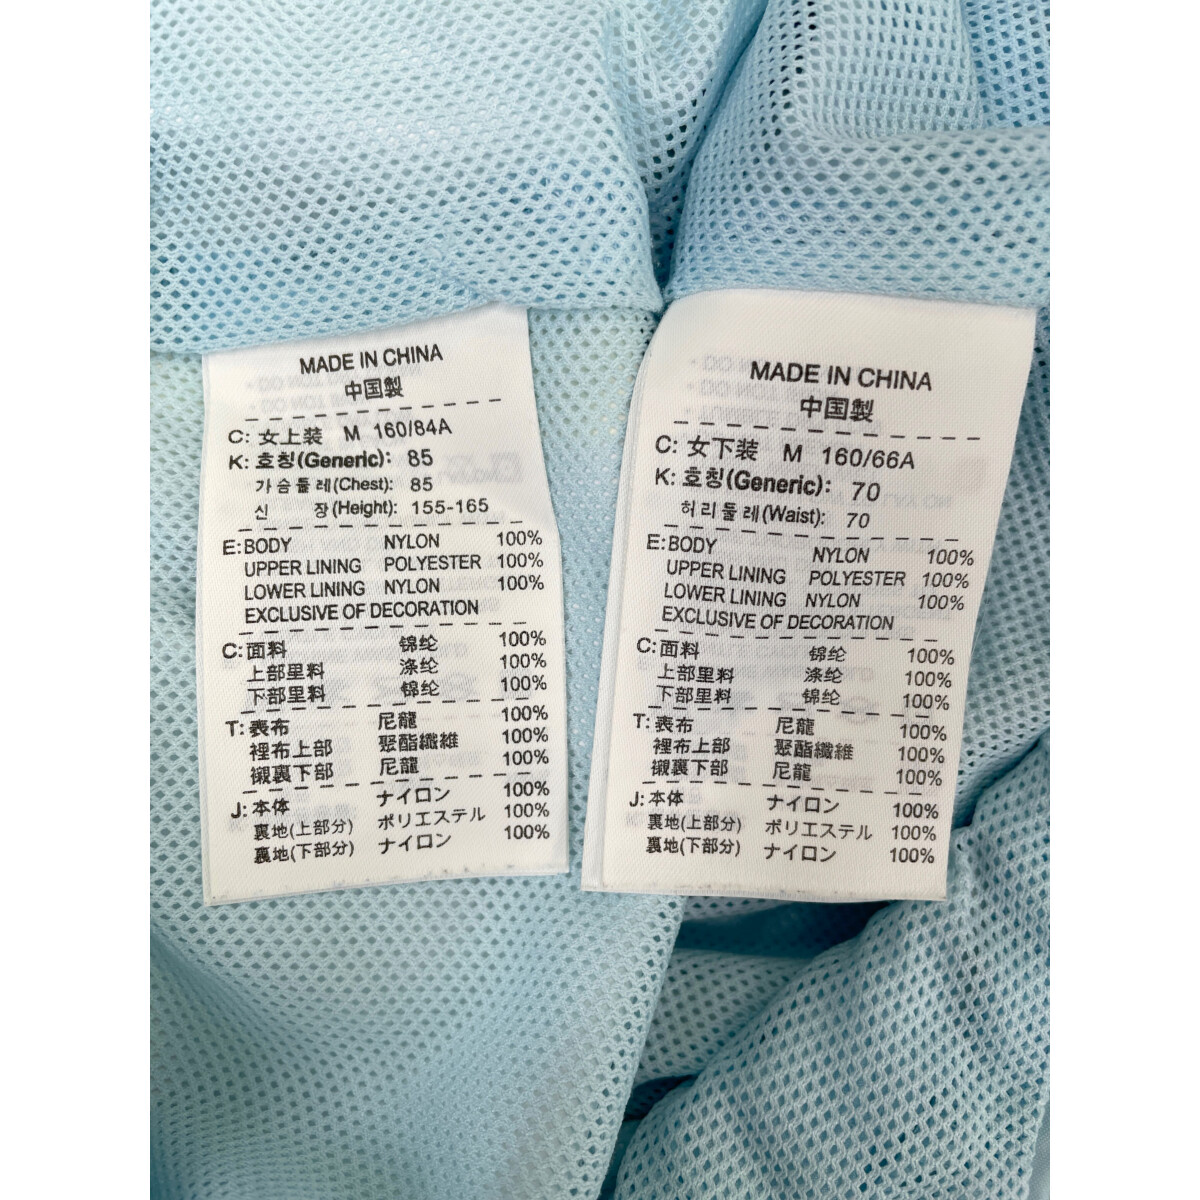 MADE IN CHINA
中国製
C: 女上装 M 160/84A
K: 호칭(Generic): 85
가슴둘레(Chest): 85
신 장(Height): 155-165
E: BODY NYLON 100%
UPPER LINING POLYESTER 100%
LOWER LINING NYLON 100%
EXCLUSIVE OF DECORATION
C: 面料 锦纶 100%
上部里料 涤纶 100%
下部里料 锦纶 100%
T: 表布 尼龍 100%
裡布上部 聚酯纖維 100%
襯裏下部 尼龍 100%
J: 本体 ナイロン 100%
裏地(上部分) ポリエステル 100%
裏地(下部分) ナイロン 100%
MADE IN CHINA
中国製
C: 女下装 M 160/66A
K: 호칭(Generic): 70
허리둘레(Waist): 70
E: BODY NYLON 100%
UPPER LINING POLYESTER 100%
LOWER LINING NYLON 100%
EXCLUSIVE OF DECORATION
C: 面料 锦纶 100%
上部里料 涤纶 100%
下部里料 锦纶 100%
T: 表布 尼龍 100%
裡布上部 聚酯纖維 100%
襯裏下部 尼龍 100%
J: 本体 ナイロン 100%
裏地(上部分) ポリエステル 100%
裏地(下部分) ナイロン 100%